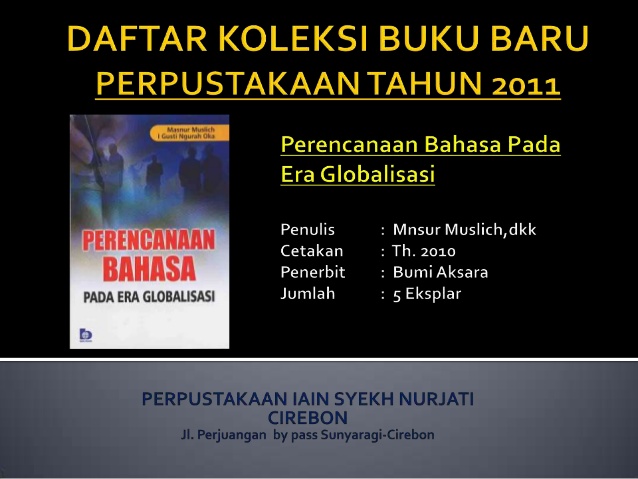 DAFTAR KOLEKSI BUKU BARU
PERPUSTAKAAN TAHUN 2011
Masnur Muslich
I Gusti Ngurah Oka
PERENCANAAN
BAHASA
PADA ERA GLOBALISASI
Perencanaan Bahasa Pada
Era Globalisasi
Penulis : Mnsur Muslich,dkk
Cetakan : Th. 2010
Penerbit : Bumi Aksara
Jumlah : 5 Eksplar
PERPUSTAKAAN IAIN SYEKH NURJATI
CIREBON
Jl. Perjuangan by pass Sunyaragi-Cirebon